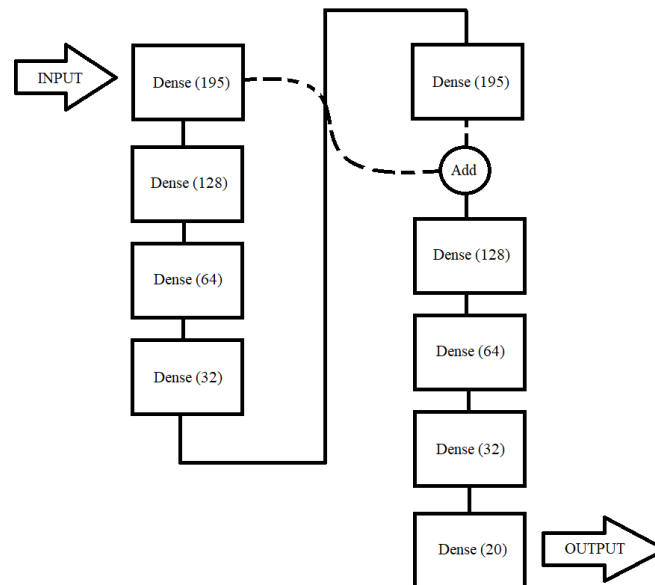 INPUT
Dense (195)
Dense (128)
Dense (64)
Dense (32)
Dense (195)
Add
Dense (128)
Dense (64)
Dense (32)
Dense (20)
OUTPUT